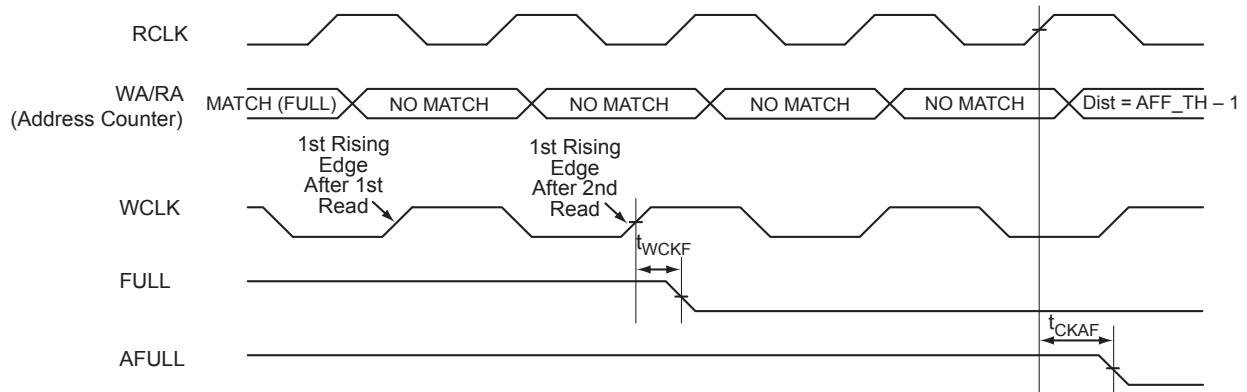 RCLK
WA/RA
(Address Counter)
MATCH (FULL)
NO MATCH
NO MATCH
NO MATCH
NO MATCH
Dist = AFF_TH – 1
1st Rising
Edge
After 1st
Read
1st Rising
Edge
After 2nd
Read
WCLK
tWCKF
FULL
tCKAF
AFULL